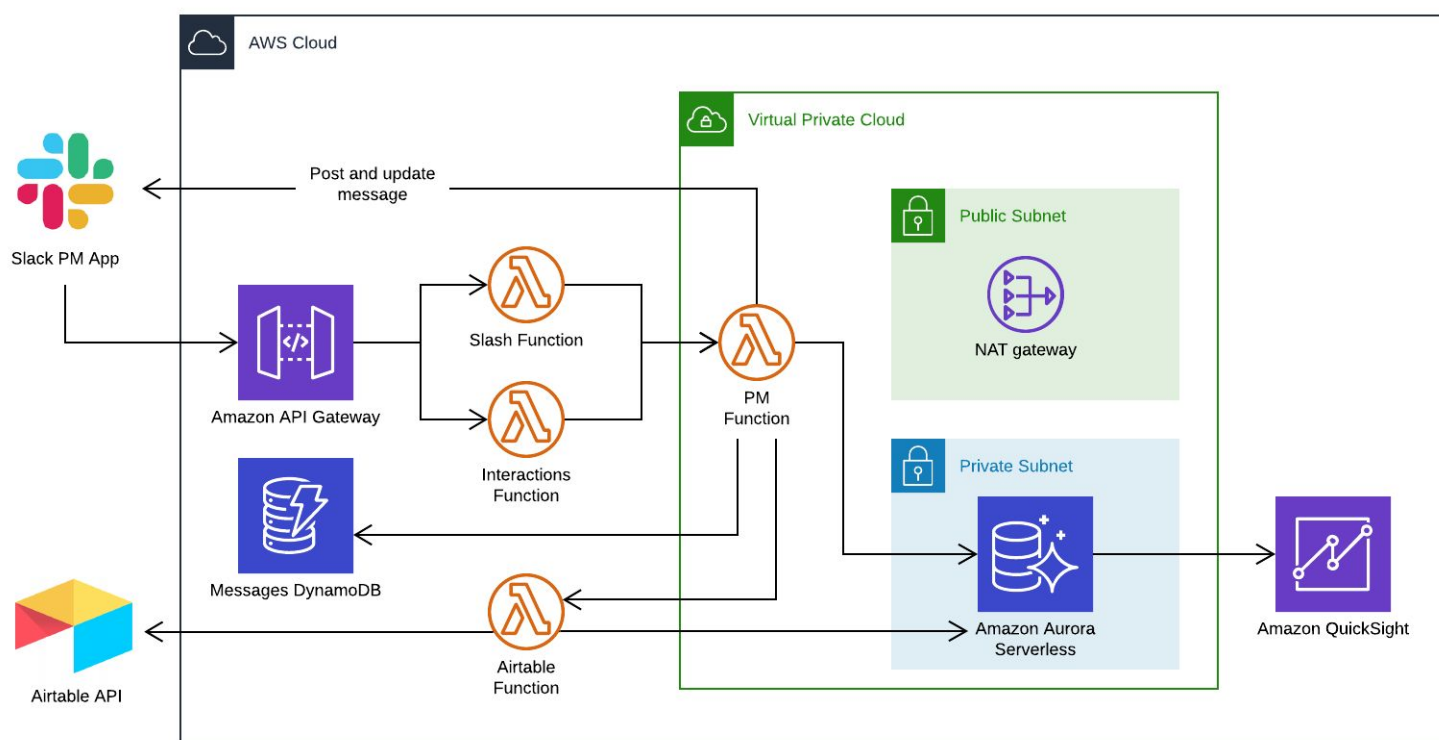 AWS Cloud
Virtual Private Cloud
Post and update
message
Public Subnet
Slack PM App
Slash Function
NAT gateway
PM
Function
Amazon API Gateway
Private Subnet
Interactions
Function
Messages DynamoDB
Amazon Aurora
Serverless
Amazon QuickSight
Airtable
Function
Airtable API